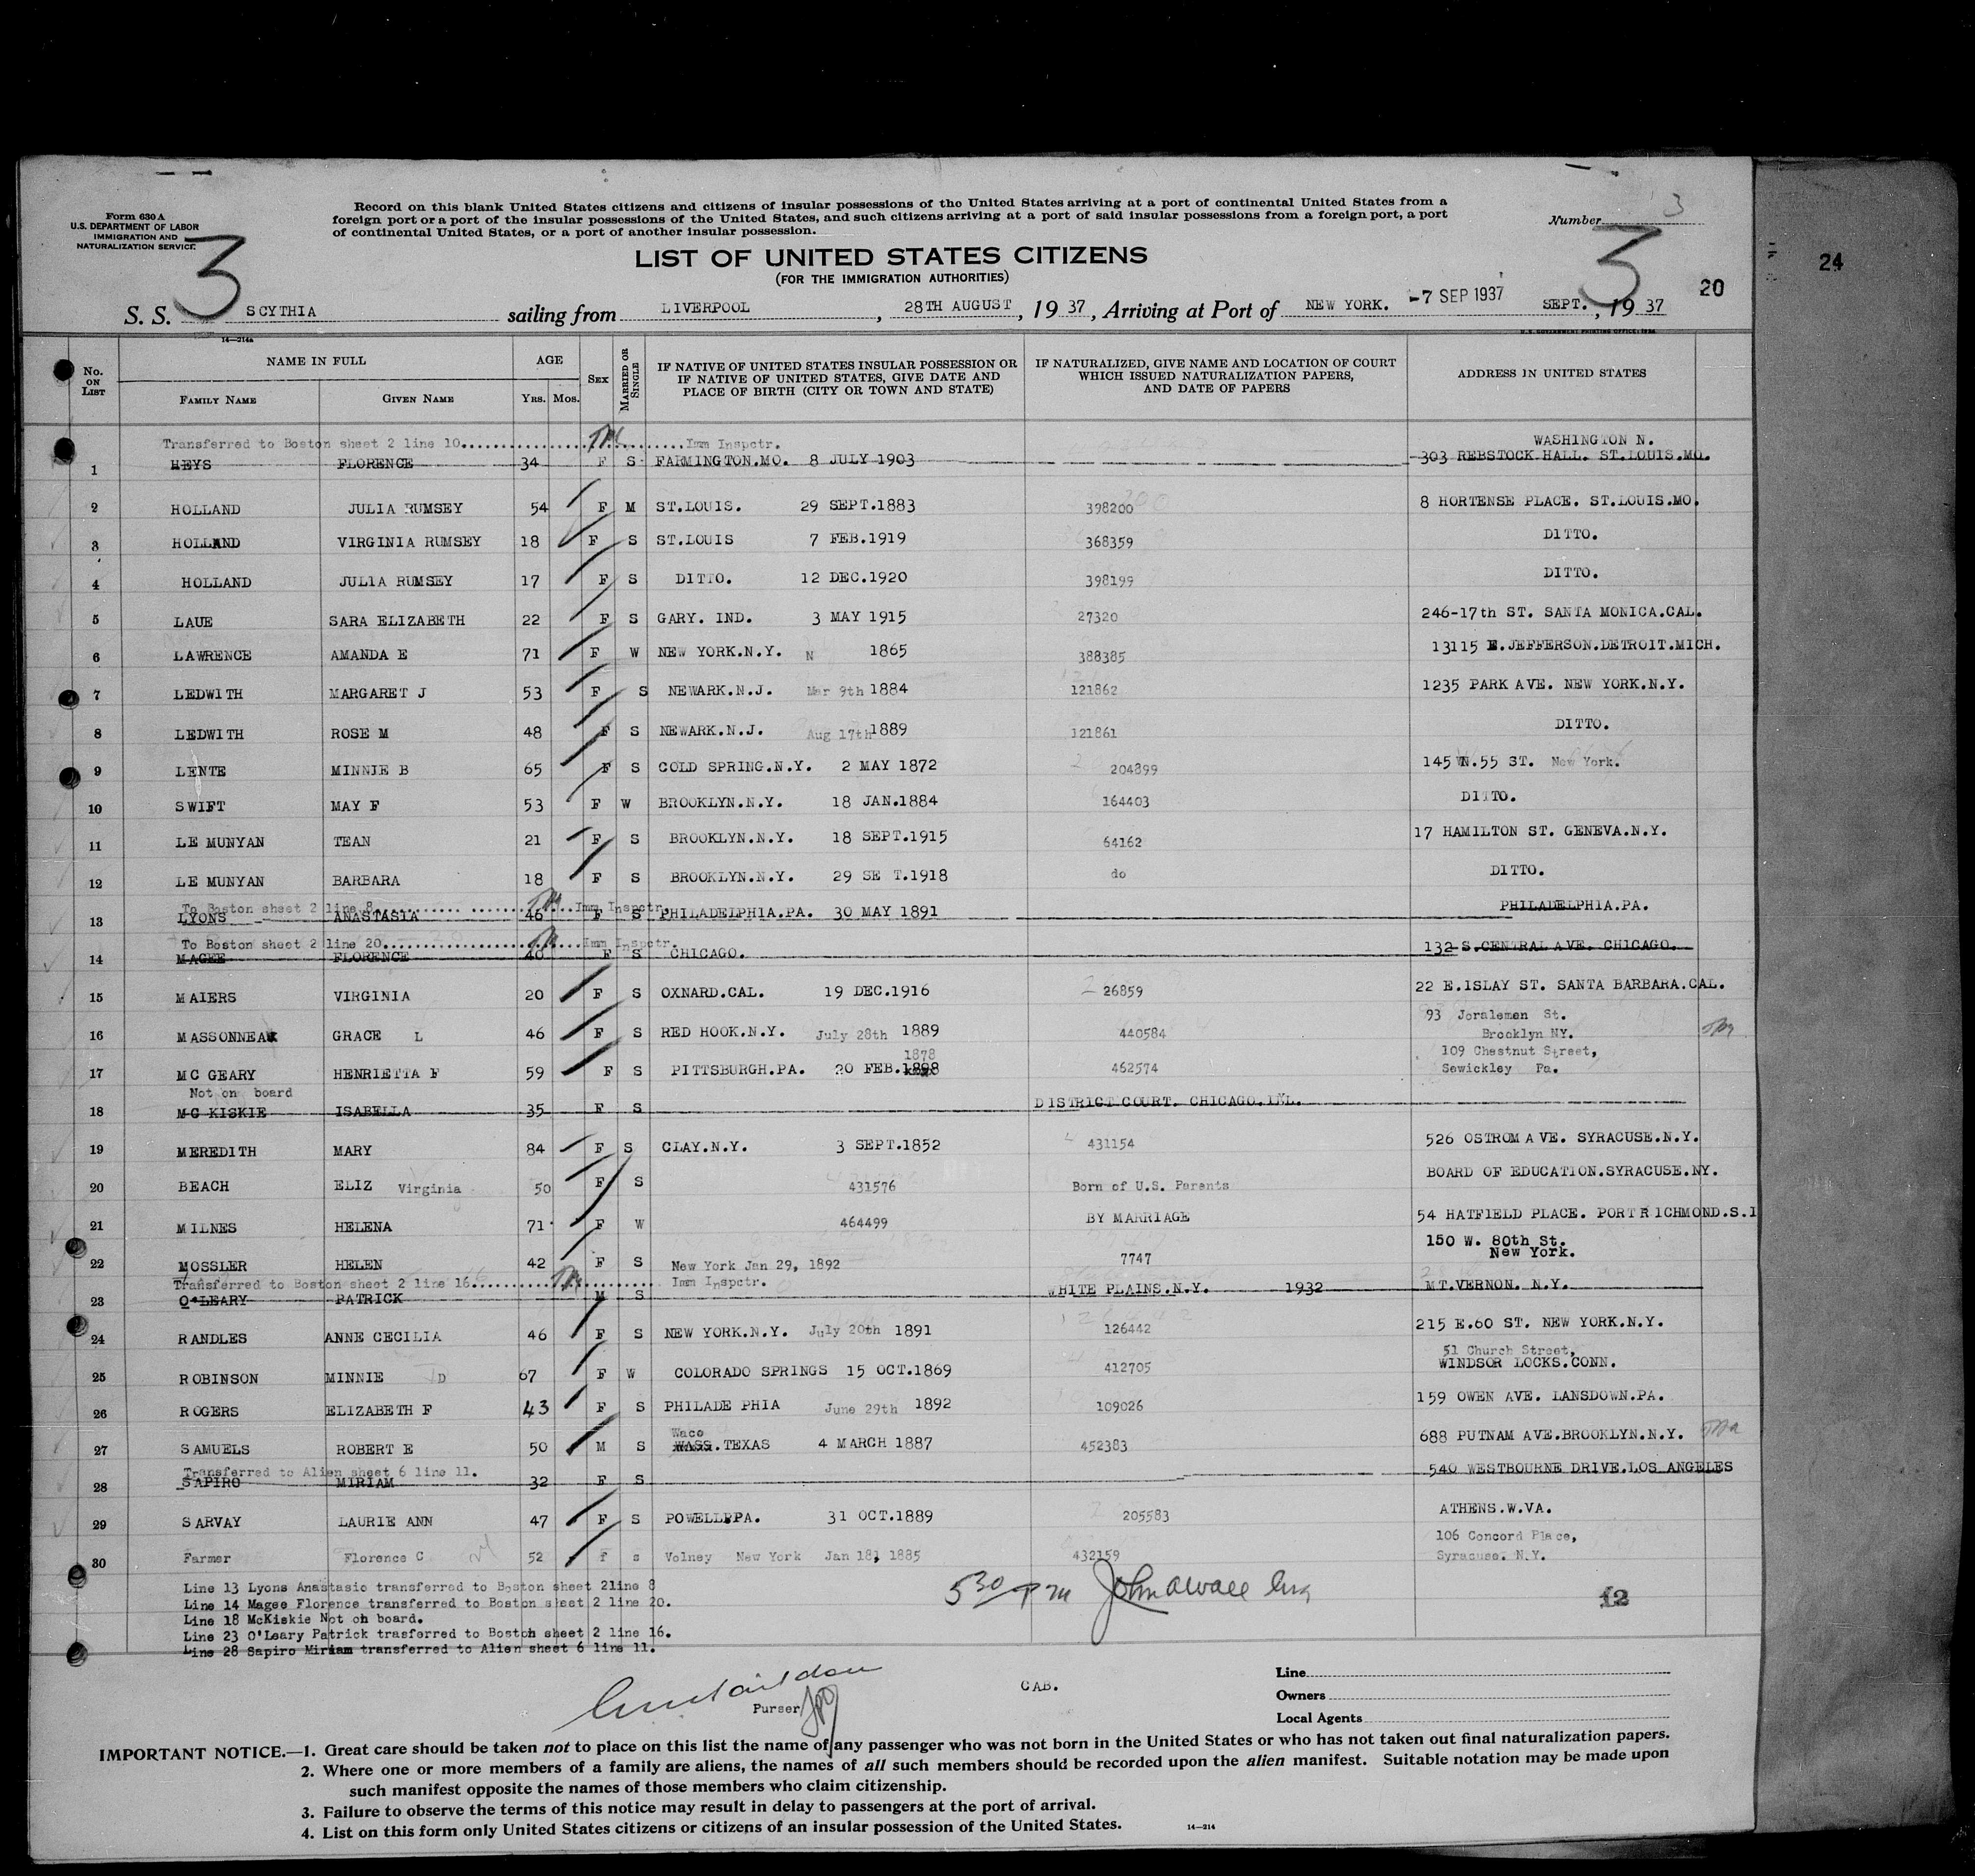 Form 630 A
U.S. DEPARTMENT OF LABOR
IMMIGRATION AND
NATURALIZATION SERVICE
3
Record on this blank United States citizens and citizens of insular possessions of the United States arriving at a port of continental United States from a
foreign port or a port of the insular possessions of the United States, and such citizens arriving at a port of said insular possessions from a foreign port, a port
of continental United States, or a port of another insular possession.
Number 3
3
LIST OF UNITED STATES CITIZENS
(FOR THE IMMIGRATION AUTHORITIES)
20
24
S. S. SCYTHIA sailing from LIVERPOOL, 28TH AUGUST, 19 37, Arriving at Port of NEW YORK. -7 SEP 1937 SEPT., 19 37
14—214a
U.S. GOVERNMENT PRINTING OFFICE: 1934
No. ON LIST NAME IN FULL AGE SEX MARRIED OR SINGLE IF NATIVE OF UNITED STATES INSULAR POSSESSION OR IF NATIVE OF UNITED STATES, GIVE DATE AND PLACE OF BIRTH (CITY OR TOWN AND STATE) IF NATURALIZED, GIVE NAME AND LOCATION OF COURT WHICH ISSUED NATURALIZATION PAPERS, AND DATE OF PAPERS ADDRESS IN UNITED STATES
FAMILY NAME GIVEN NAME YRS. MOS.
Transferred to Boston sheet 2 line 10 Imm Inspctr. WASHINGTON N.
1 HEYS FLORENCE 34 F S FARMINGTON.MO. 8 JULY 1903 303 REBSTOCK HALL. ST.LOUIS.MO.
2 HOLLAND JULIA RUMSEY 54 F M ST.LOUIS. 29 SEPT.1883 398200 8 HORTENSE PLACE. ST.LOUIS.MO.
3 HOLLAND VIRGINIA RUMSEY 18 F S ST.LOUIS 7 FEB.1919 368359 DITTO.
4 HOLLAND JULIA RUMSEY 17 F S DITTO. 12 DEC.1920 398199 DITTO.
5 LAUE SARA ELIZABETH 22 F S GARY. IND. 3 MAY 1915 27320 246-17th ST. SANTA MONICA.CAL.
6 LAWRENCE AMANDA E 71 F W NEW YORK.N.Y. N 1865 388385 13115 E.JEFFERSON.DETROIT.MICH.
7 LEDWITH MARGARET J 53 F S NEWARK.N.J. Mar 9th 1884 121862 1235 PARK AVE. NEW YORK.N.Y.
8 LEDWITH ROSE M 48 F S NEWARK.N.J. Aug 17th 1889 121861 DITTO.
9 LENTE MINNIE B 65 F S COLD SPRING.N.Y. 2 MAY 1872 204899 145 W.55 ST. New York.
10 SWIFT MAY F 53 F W BROOKLYN.N.Y. 18 JAN.1884 164403 DITTO.
11 LE MUNYAN TEAN 21 F S BROOKLYN.N.Y. 18 SEPT.1915 64162 17 HAMILTON ST. GENEVA.N.Y.
12 LE MUNYAN BARBARA 18 F S BROOKLYN.N.Y. 29 SE T.1918 do DITTO.
To Boston sheet 2 line 8 Imm Inspctr.
13 LYONS ANASTASIA 46 F S PHILADELPHIA.PA. 30 MAY 1891 PHILADELPHIA.PA.
To Boston sheet 2 line 20 Imm Inspctr.
14 MAGEE FLORENCE 40 F S CHICAGO. 132 S.CENTRAL AVE. CHICAGO.
15 MAIERS VIRGINIA 20 F S OXNARD.CAL. 19 DEC.1916 26859 22 E.ISLAY ST. SANTA BARBARA.CAL.
93 Joralemen St.
16 MASSONNEAU GRACE L 46 F S RED HOOK.N.Y. July 28th 1889 440584 Brooklyn NY.
1878 109 Chestnut Street,
17 MC GEARY HENRIETTA F 59 F S PITTSBURGH.PA. 20 FEB.1898 462574 Sewickley Pa.
Not on board
18 MC KISKIE ISABELLA 35 F S DISTRICT COURT. CHICAGO.ILL.
19 MEREDITH MARY 84 F S CLAY.N.Y. 3 SEPT.1852 431154 526 OSTROM AVE. SYRACUSE.N.Y.
20 BEACH ELIZ Virginia 50 F S 431576 Born of U.S. Parents BOARD OF EDUCATION.SYRACUSE.NY.
21 MILNES HELENA 71 F W 464499 BY MARRIAGE 54 HATFIELD PLACE. PORT RICHMOND.S.I
150 W. 80th St.
22 MOSSLER HELEN 42 F S New York Jan 29, 1892 7747 New York.
Transferred to Boston sheet 2 line 16 Imm Inspctr.
23 O'LEARY PATRICK M S WHITE PLAINS.N.Y. 1932 MT.VERNON. N.Y.
24 RANDLES ANNE CECILIA 46 F S NEW YORK.N.Y. July 20th 1891 126442 215 E.60 ST. NEW YORK.N.Y.
51 Church Street,
25 ROBINSON MINNIE D 67 F W COLORADO SPRINGS 15 OCT.1869 412705 WINDSOR LOCKS.CONN.
26 ROGERS ELIZABETH F 43 F S PHILADE PHIA June 29th 1892 109026 159 OWEN AVE. LANSDOWN.PA.
Waco
27 SAMUELS ROBERT E 50 M S WASS.TEXAS 4 MARCH 1887 452383 688 PUTNAM AVE.BROOKLYN.N.Y.
Transferred to Alien sheet 6 line 11.
28 SAPIRO MIRIAM 32 F S 540 WESTBOURNE DRIVE.LOS ANGELES
29 SARVAY LAURIE ANN 47 F S POWELL.PA. 31 OCT.1889 205583 ATHENS.W.VA.
106 Concord Place,
30 Farmer Florence C 52 f s Volney New York Jan 18, 1885 432159 Syracuse. N.Y.
Line 13 Lyons Anastasio transferred to Boston sheet 2line 8
Line 14 Magee Florence transferred to Boston sheet 2 line 20.
Line 18 McKiskie Not on board.
Line 23 O'Leary Patrick trasferred to Boston sheet 2 line 16.
Line 28 Sapiro Miriam transferred to Alien sheet 6 line 11.
530 pm
12
Purser
CAB.
Line
Owners
Local Agents
IMPORTANT NOTICE.—1. Great care should be taken not to place on this list the name of any passenger who was not born in the United States or who has not taken out final naturalization papers.
2. Where one or more members of a family are aliens, the names of all such members should be recorded upon the alien manifest. Suitable notation may be made upon
such manifest opposite the names of those members who claim citizenship.
3. Failure to observe the terms of this notice may result in delay to passengers at the port of arrival.
4. List on this form only United States citizens or citizens of an insular possession of the United States.
14—214